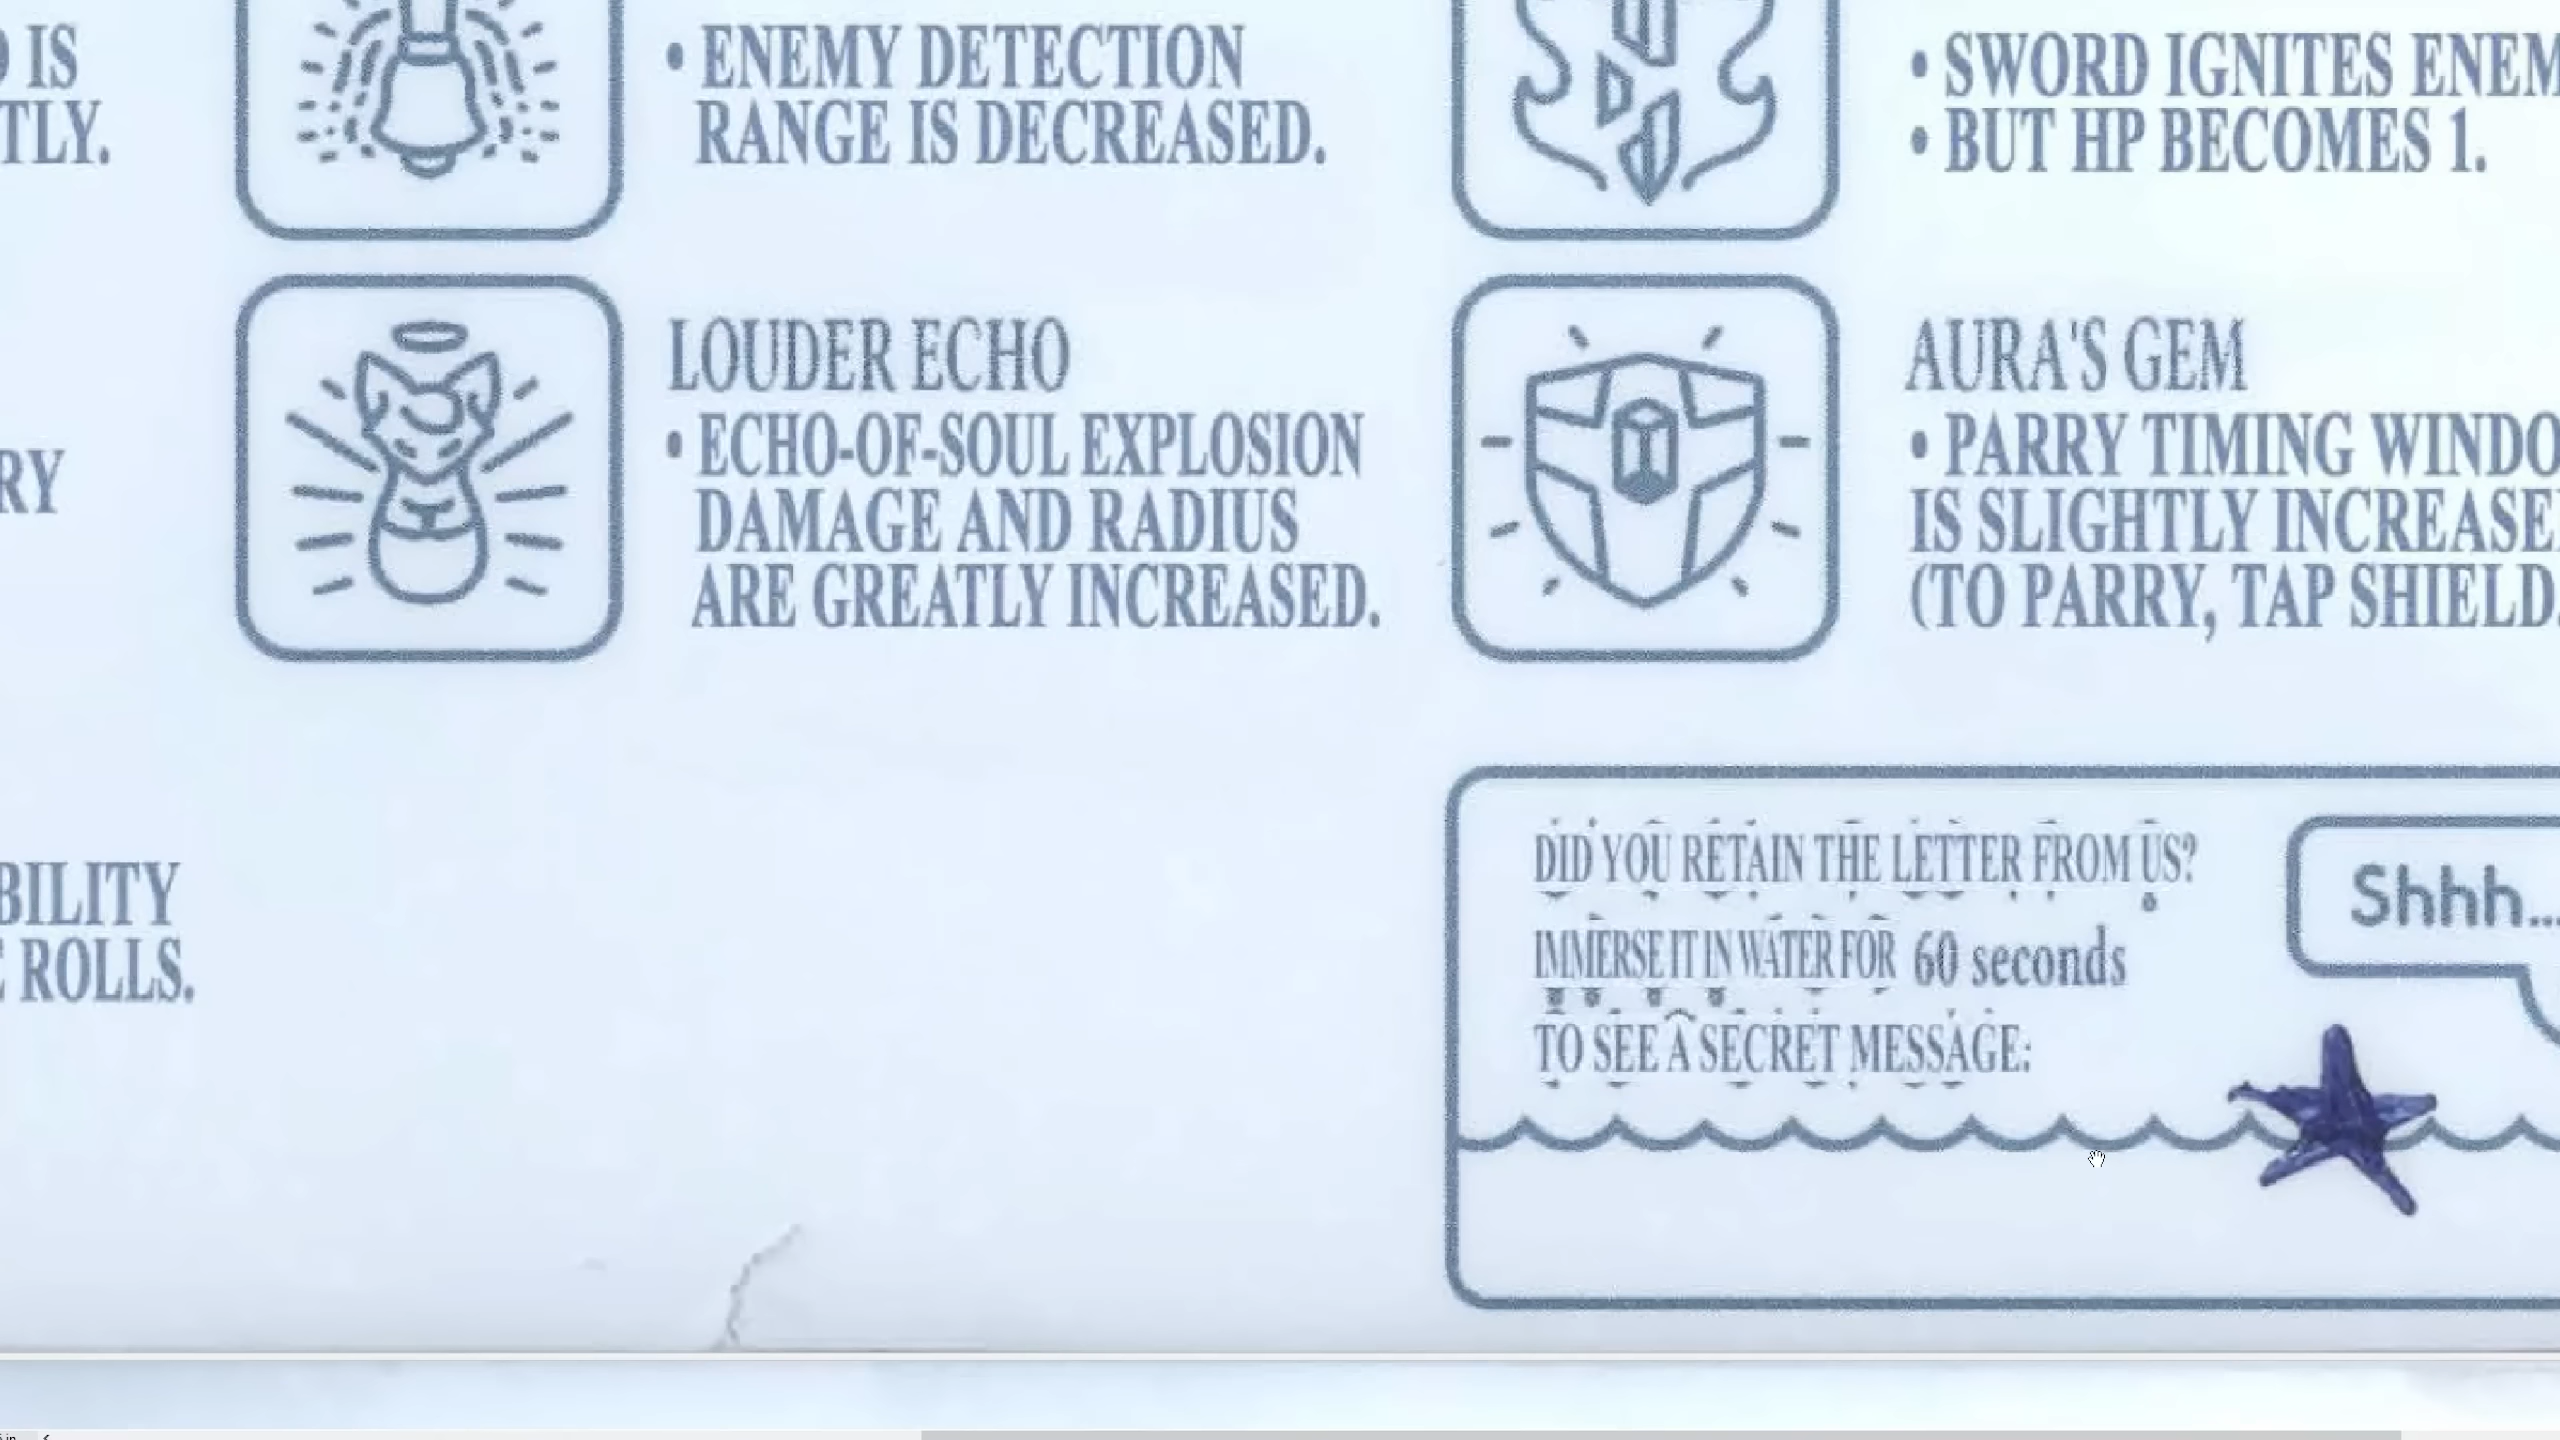 IS
TLY.
RY
BILITY
ROLLS.
• ENEMY DETECTION
RANGE IS DECREASED.
LOUDER ECHO
• ECHO-OF-SOUL EXPLOSION
DAMAGE AND RADIUS
ARE GREATLY INCREASED.
• SWORD IGNITES ENEM
• BUT HP BECOMES 1.
AURA'S GEM
• PARRY TIMING WINDO
IS SLIGHTLY INCREASE
(TO PARRY, TAP SHIELD.
DID YOU RETAIN THE LETTER FROM US?
IMMERSE IT IN WATER FOR 60 seconds
TO SEE A SECRET MESSAGE:
Shhh...